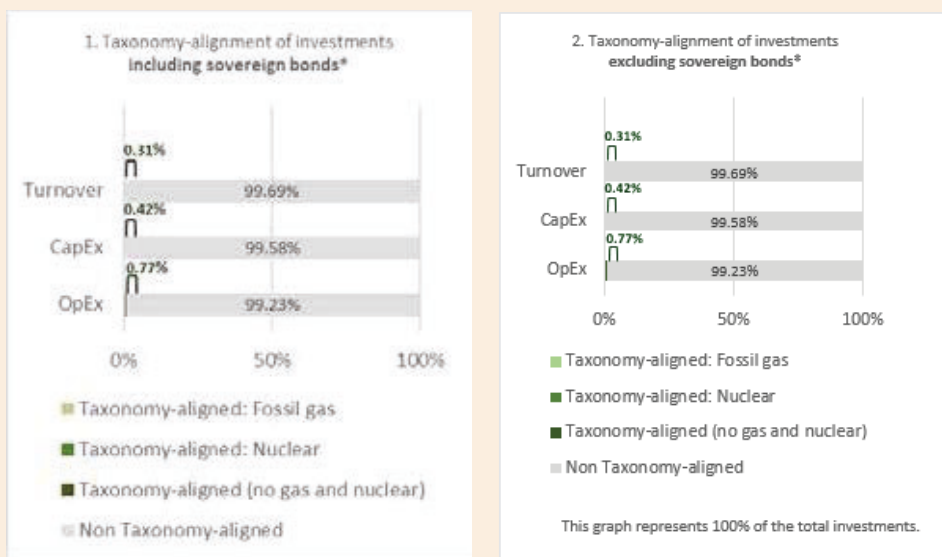 1. Taxonomy-alignment of investments
including sovereign bonds*
0.31%
Turnover
99.69%
0.42%
CapEx
99.58%
0.77%
OpEx
99.23%
0%
50%
100%
Taxonomy-aligned: Fossil gas
Taxonomy-aligned: Nuclear
Taxonomy-aligned (no gas and nuclear)
Non Taxonomy-aligned
2. Taxonomy-alignment of investments
excluding sovereign bonds*
0.31%
Turnover
99.69%
0.42%
CapEx
99.58%
0.77%
OpEx
99.23%
0%
50%
100%
Taxonomy-aligned: Fossil gas
Taxonomy-aligned: Nuclear
Taxonomy-aligned (no gas and nuclear)
Non Taxonomy-aligned
This graph represents 100% of the total investments.